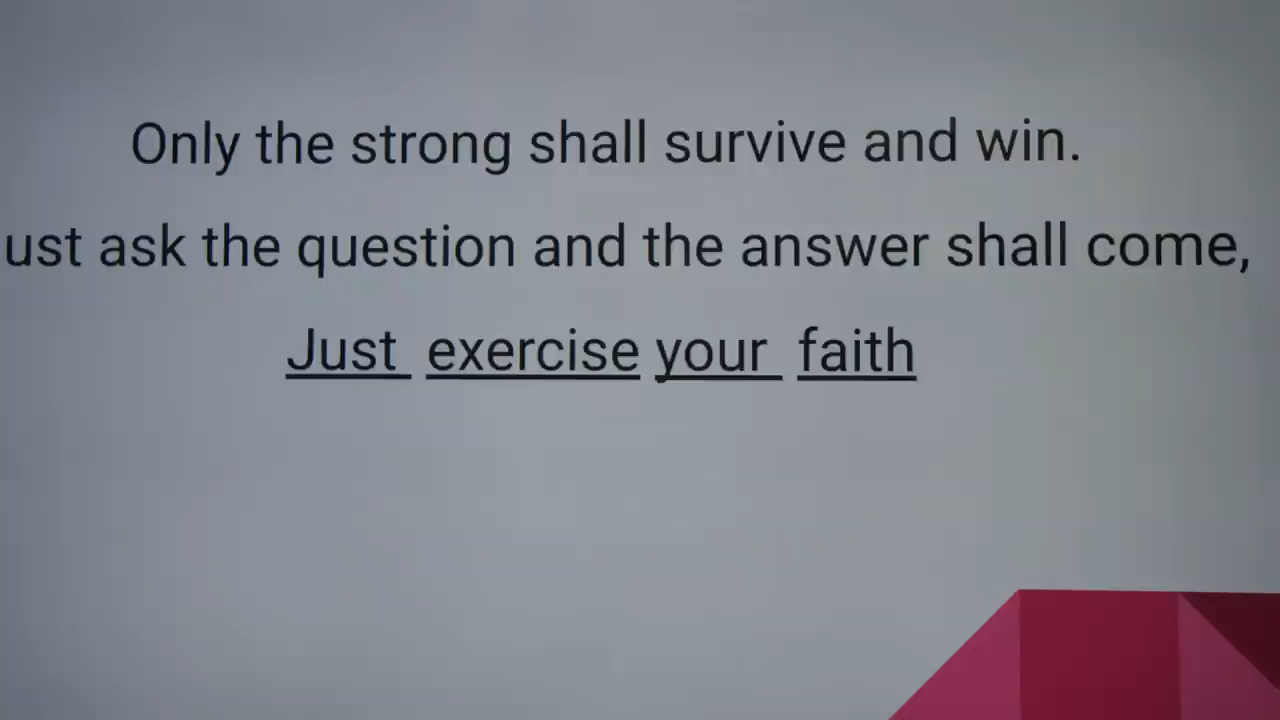 Only the strong shall survive and win.
ust ask the question and the answer shall come,
Just exercise your faith